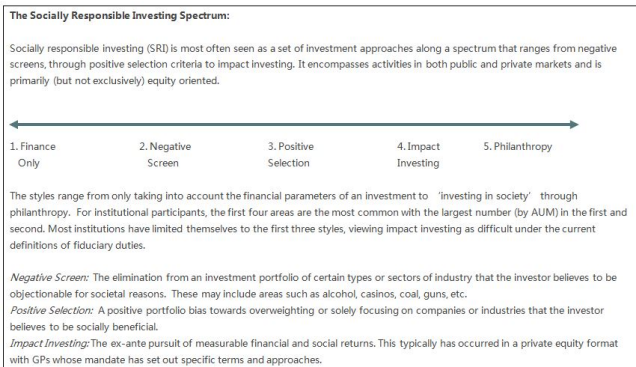 The Socially Responsible Investing Spectrum:
Socially responsible investing (SRI) is most often seen as a set of investment approaches along a spectrum that ranges from negative
screens, through positive selection criteria to impact investing. It encompasses activities in both public and private markets and is
primarily (but not exclusively) equity oriented.
1. Finance Only
2. Negative Screen
3. Positive Selection
4. Impact Investing
5. Philanthropy
The styles range from only taking into account the financial parameters of an investment to 'investing in society' through
philanthropy. For institutional participants, the first four areas are the most common with the largest number (by AUM) in the first and
second. Most institutions have limited themselves to the first three styles, viewing impact investing as difficult under the current
definitions of fiduciary duties.
Negative Screen: The elimination from an investment portfolio of certain types or sectors of industry that the investor believes to be
objectionable for societal reasons. These may include areas such as alcohol, casinos, coal, guns, etc.
Positive Selection: A positive portfolio bias towards overweighting or solely focusing on companies or industries that the investor
believes to be socially beneficial.
Impact Investing: The ex-ante pursuit of measurable financial and social returns. This typically has occurred in a private equity format
with GPs whose mandate has set out specific terms and approaches.